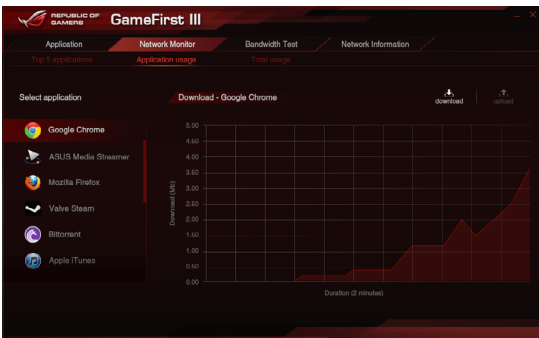 REPUBLIC OF
GAMERS
GameFirst III
Application Network Monitor Bandwidth Test Network Information
Top 5 applications Application usage Total usage
Select application
Download - Google Chrome
download upload
Google Chrome
ASUS Media Streamer
Mozilla Firefox
Valve Steam
Bittorrent
Apple iTunes
Download (Mb)
5.00
4.50
4.00
3.50
3.00
2.50
2.00
1.50
1.00
0.50
0.00
Duration (2 minutes)